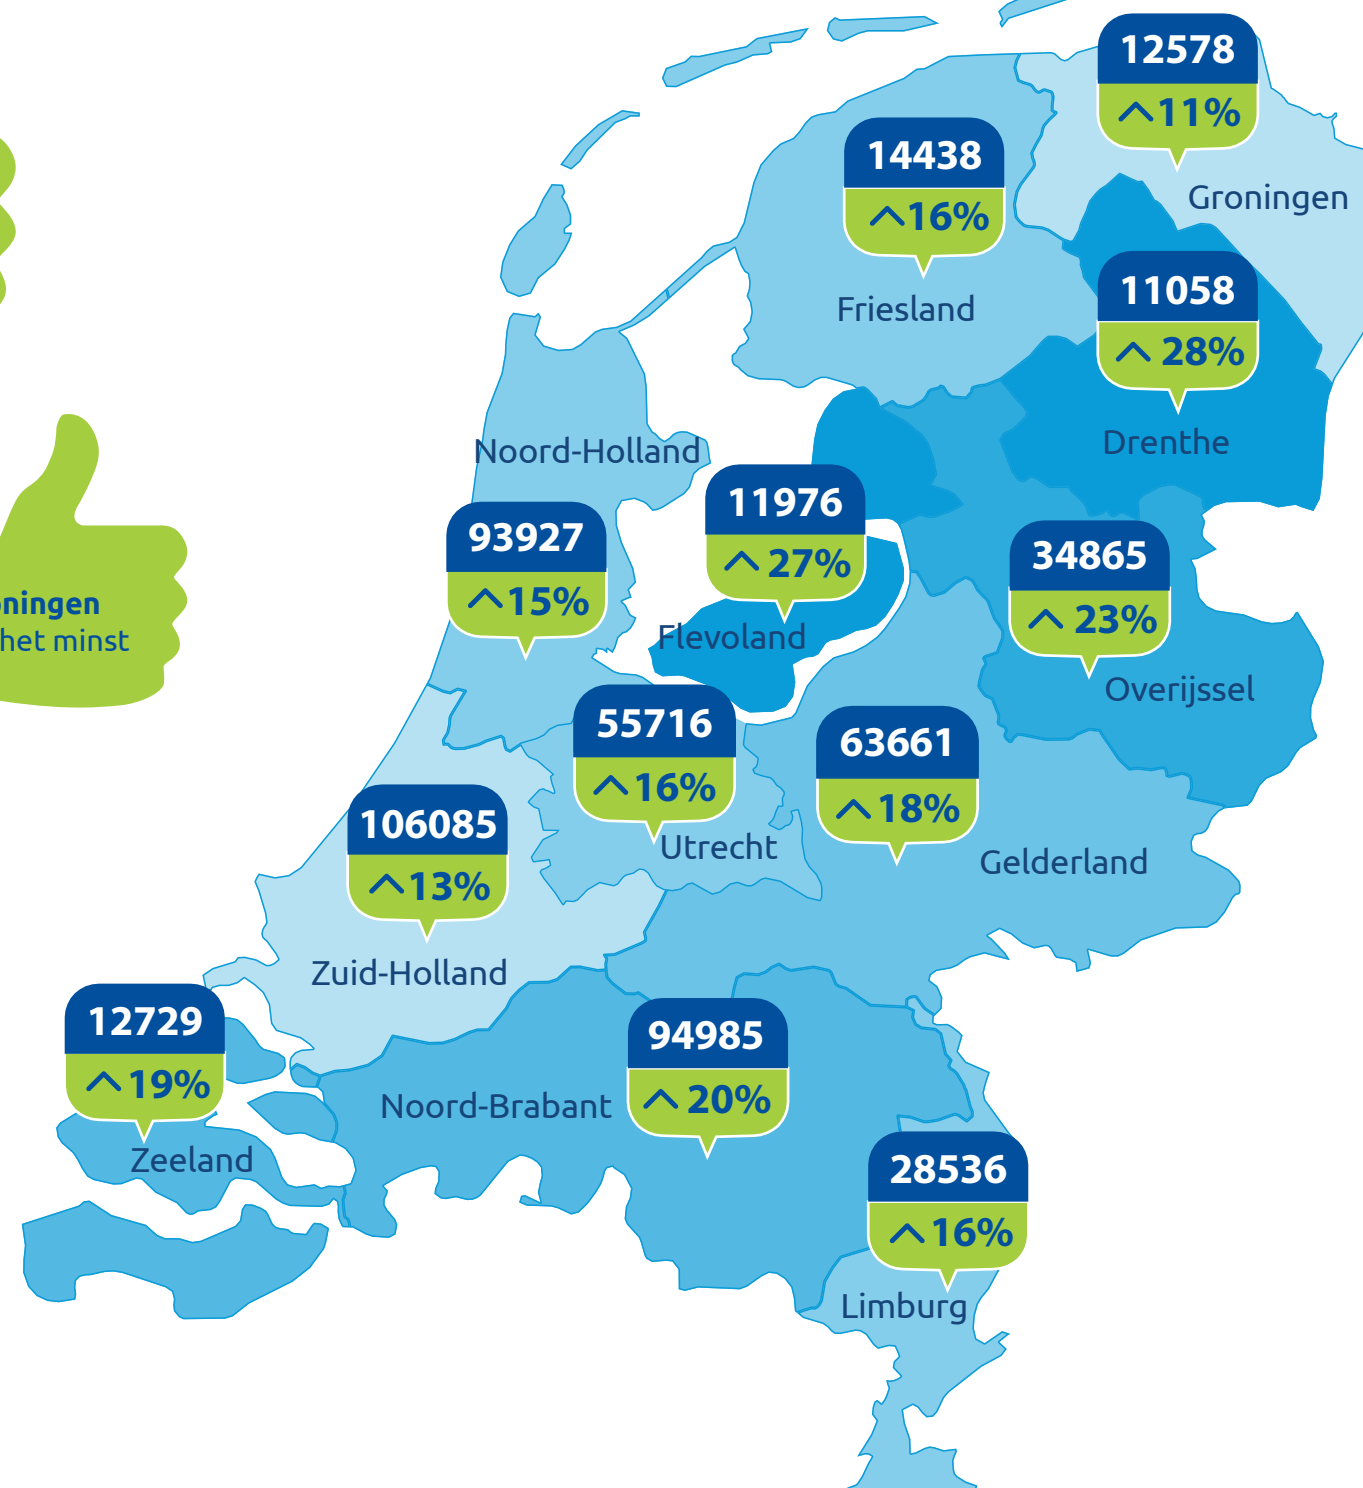 12578
11%
Groningen
14438
16%
Friesland
11058
28%
Drenthe
Noord-Holland
93927
15%
11976
27%
Flevoland
34865
23%
Overijssel
ningen
het minst
55716
16%
Utrecht
63661
18%
Gelderland
106085
13%
Zuid-Holland
12729
19%
Zeeland
94985
20%
Noord-Brabant
28536
16%
Limburg